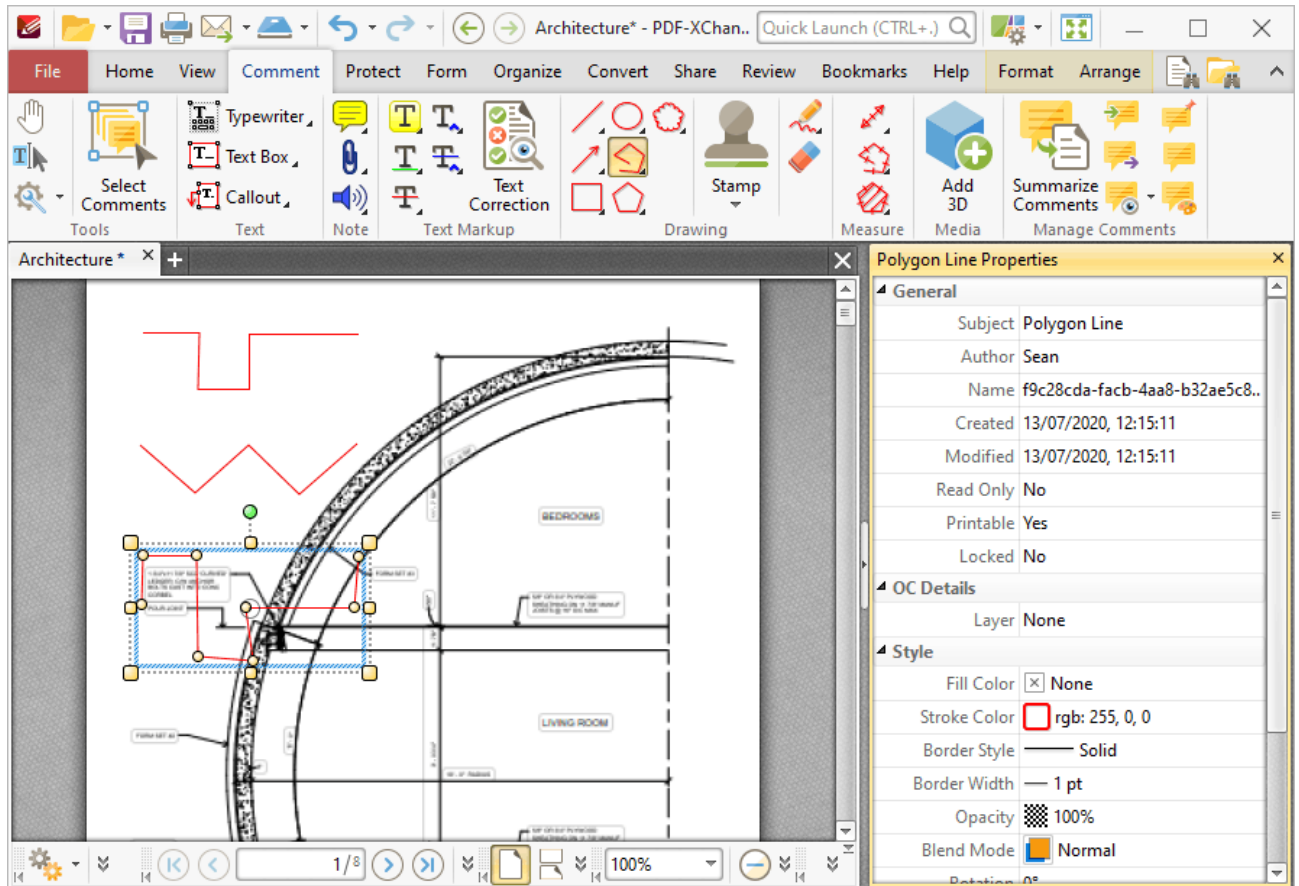 Architecture* - PDF-XChan.. Quick Launch (CTRL+.)
File Home View Comment Protect Form Organize Convert Share Review Bookmarks Help Format Arrange
Typewriter
Text Box
Callout
Select
Comments
Text
Correction
Stamp
Add
3D
Summarize
Comments
Tools Text Note Text Markup Drawing Measure Media Manage Comments
Architecture *
BEDROOMS
LIVING ROOM
1/8
100%
Polygon Line Properties
General
Subject Polygon Line
Author Sean
Name f9c28cda-facb-4aa8-b32ae5c8..
Created 13/07/2020, 12:15:11
Modified 13/07/2020, 12:15:11
Read Only No
Printable Yes
Locked No
OC Details
Layer None
Style
Fill Color None
Stroke Color rgb: 255, 0, 0
Border Style Solid
Border Width 1 pt
Opacity 100%
Blend Mode Normal
Rotation 0°